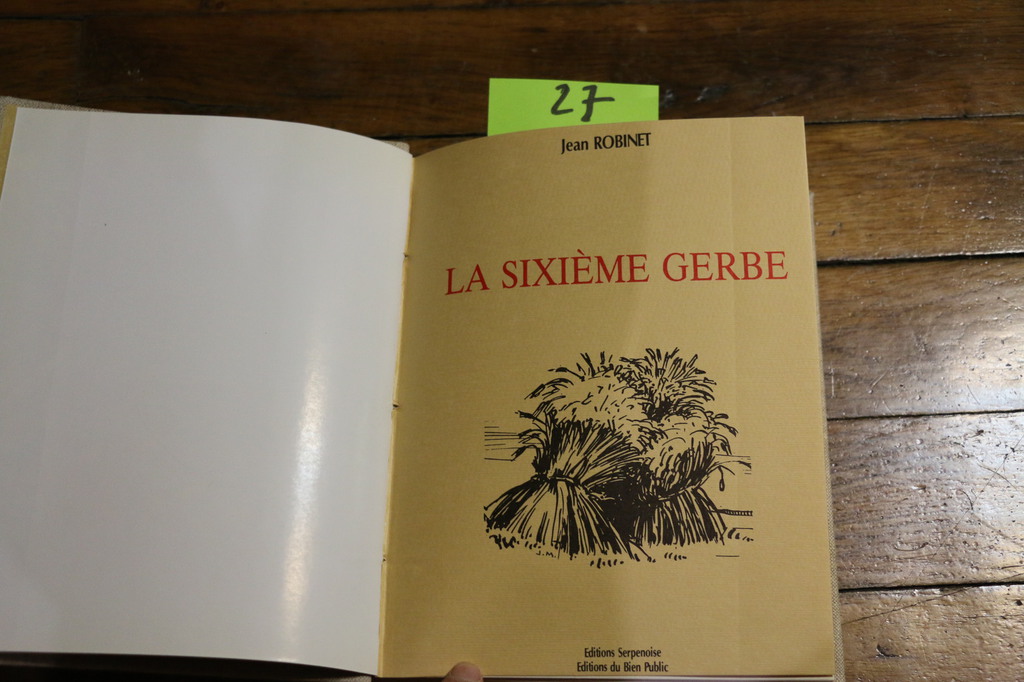 27
Jean ROBINET
LA SIXIÈME GERBE
J.M.
Editions Serpenoise
Editions du Bien Public